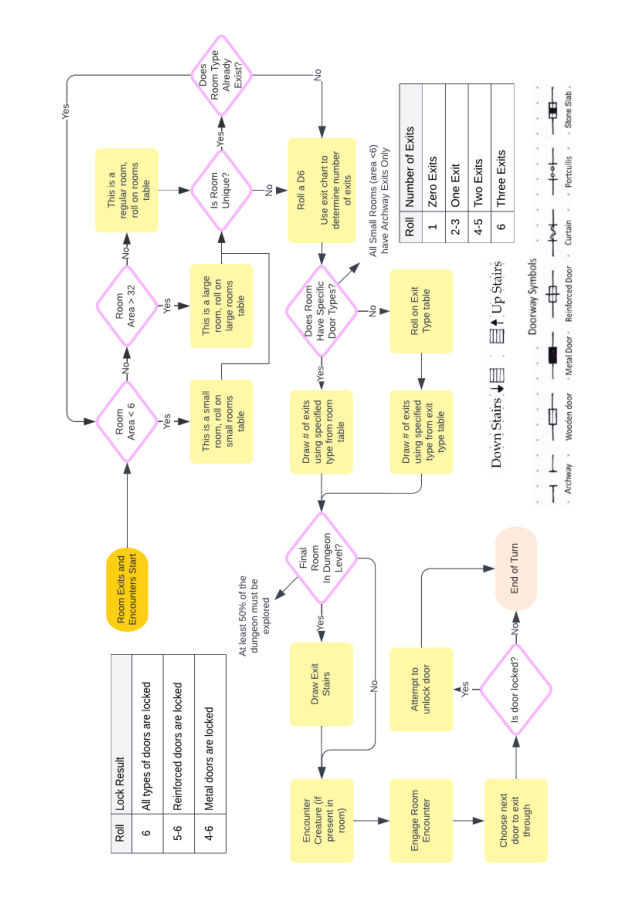 Room Exits and
Encounters Start
Room
Area < 6
No
Yes
Room
Area > 32
No
Yes
This is a
regular room,
roll on rooms
table
Yes
This is a small
room, roll on
small rooms
table
This is a large
room, roll on
large rooms
table
Is Room
Unique?
Yes
No
Does
Room Type
Already
Exist?
No
Roll a D6
Use exit chart to
determine number
of exits
Does Room
Have Specific
Door Types?
All Small Rooms (area <6)
have Archway Exits Only
Yes
No
Draw # of exits
using specified
type from room
table
Roll on Exit
Type table
Draw # of exits
using specified
type from exit
type table
Final
Room
In Dungeon
Level?
At least 50% of the
dungeon must be
explored
Yes
No
Draw Exit
Stairs
Encounter
Creature (if
present in
room)
Engage Room
Encounter
Choose next
door to exit
through
Is door locked?
Yes
No
Attempt to
unlock door
End of Turn
Roll Lock Result
6 All types of doors are locked
5-6 Reinforced doors are locked
4-6 Metal doors are locked
Roll Number of Exits
1 Zero Exits
2-3 One Exit
4-5 Two Exits
6 Three Exits
Down Stairs Up Stairs
Doorway Symbols
Archway Wooden door Metal Door Reinforced Door Curtain Portcullis Stone Slab